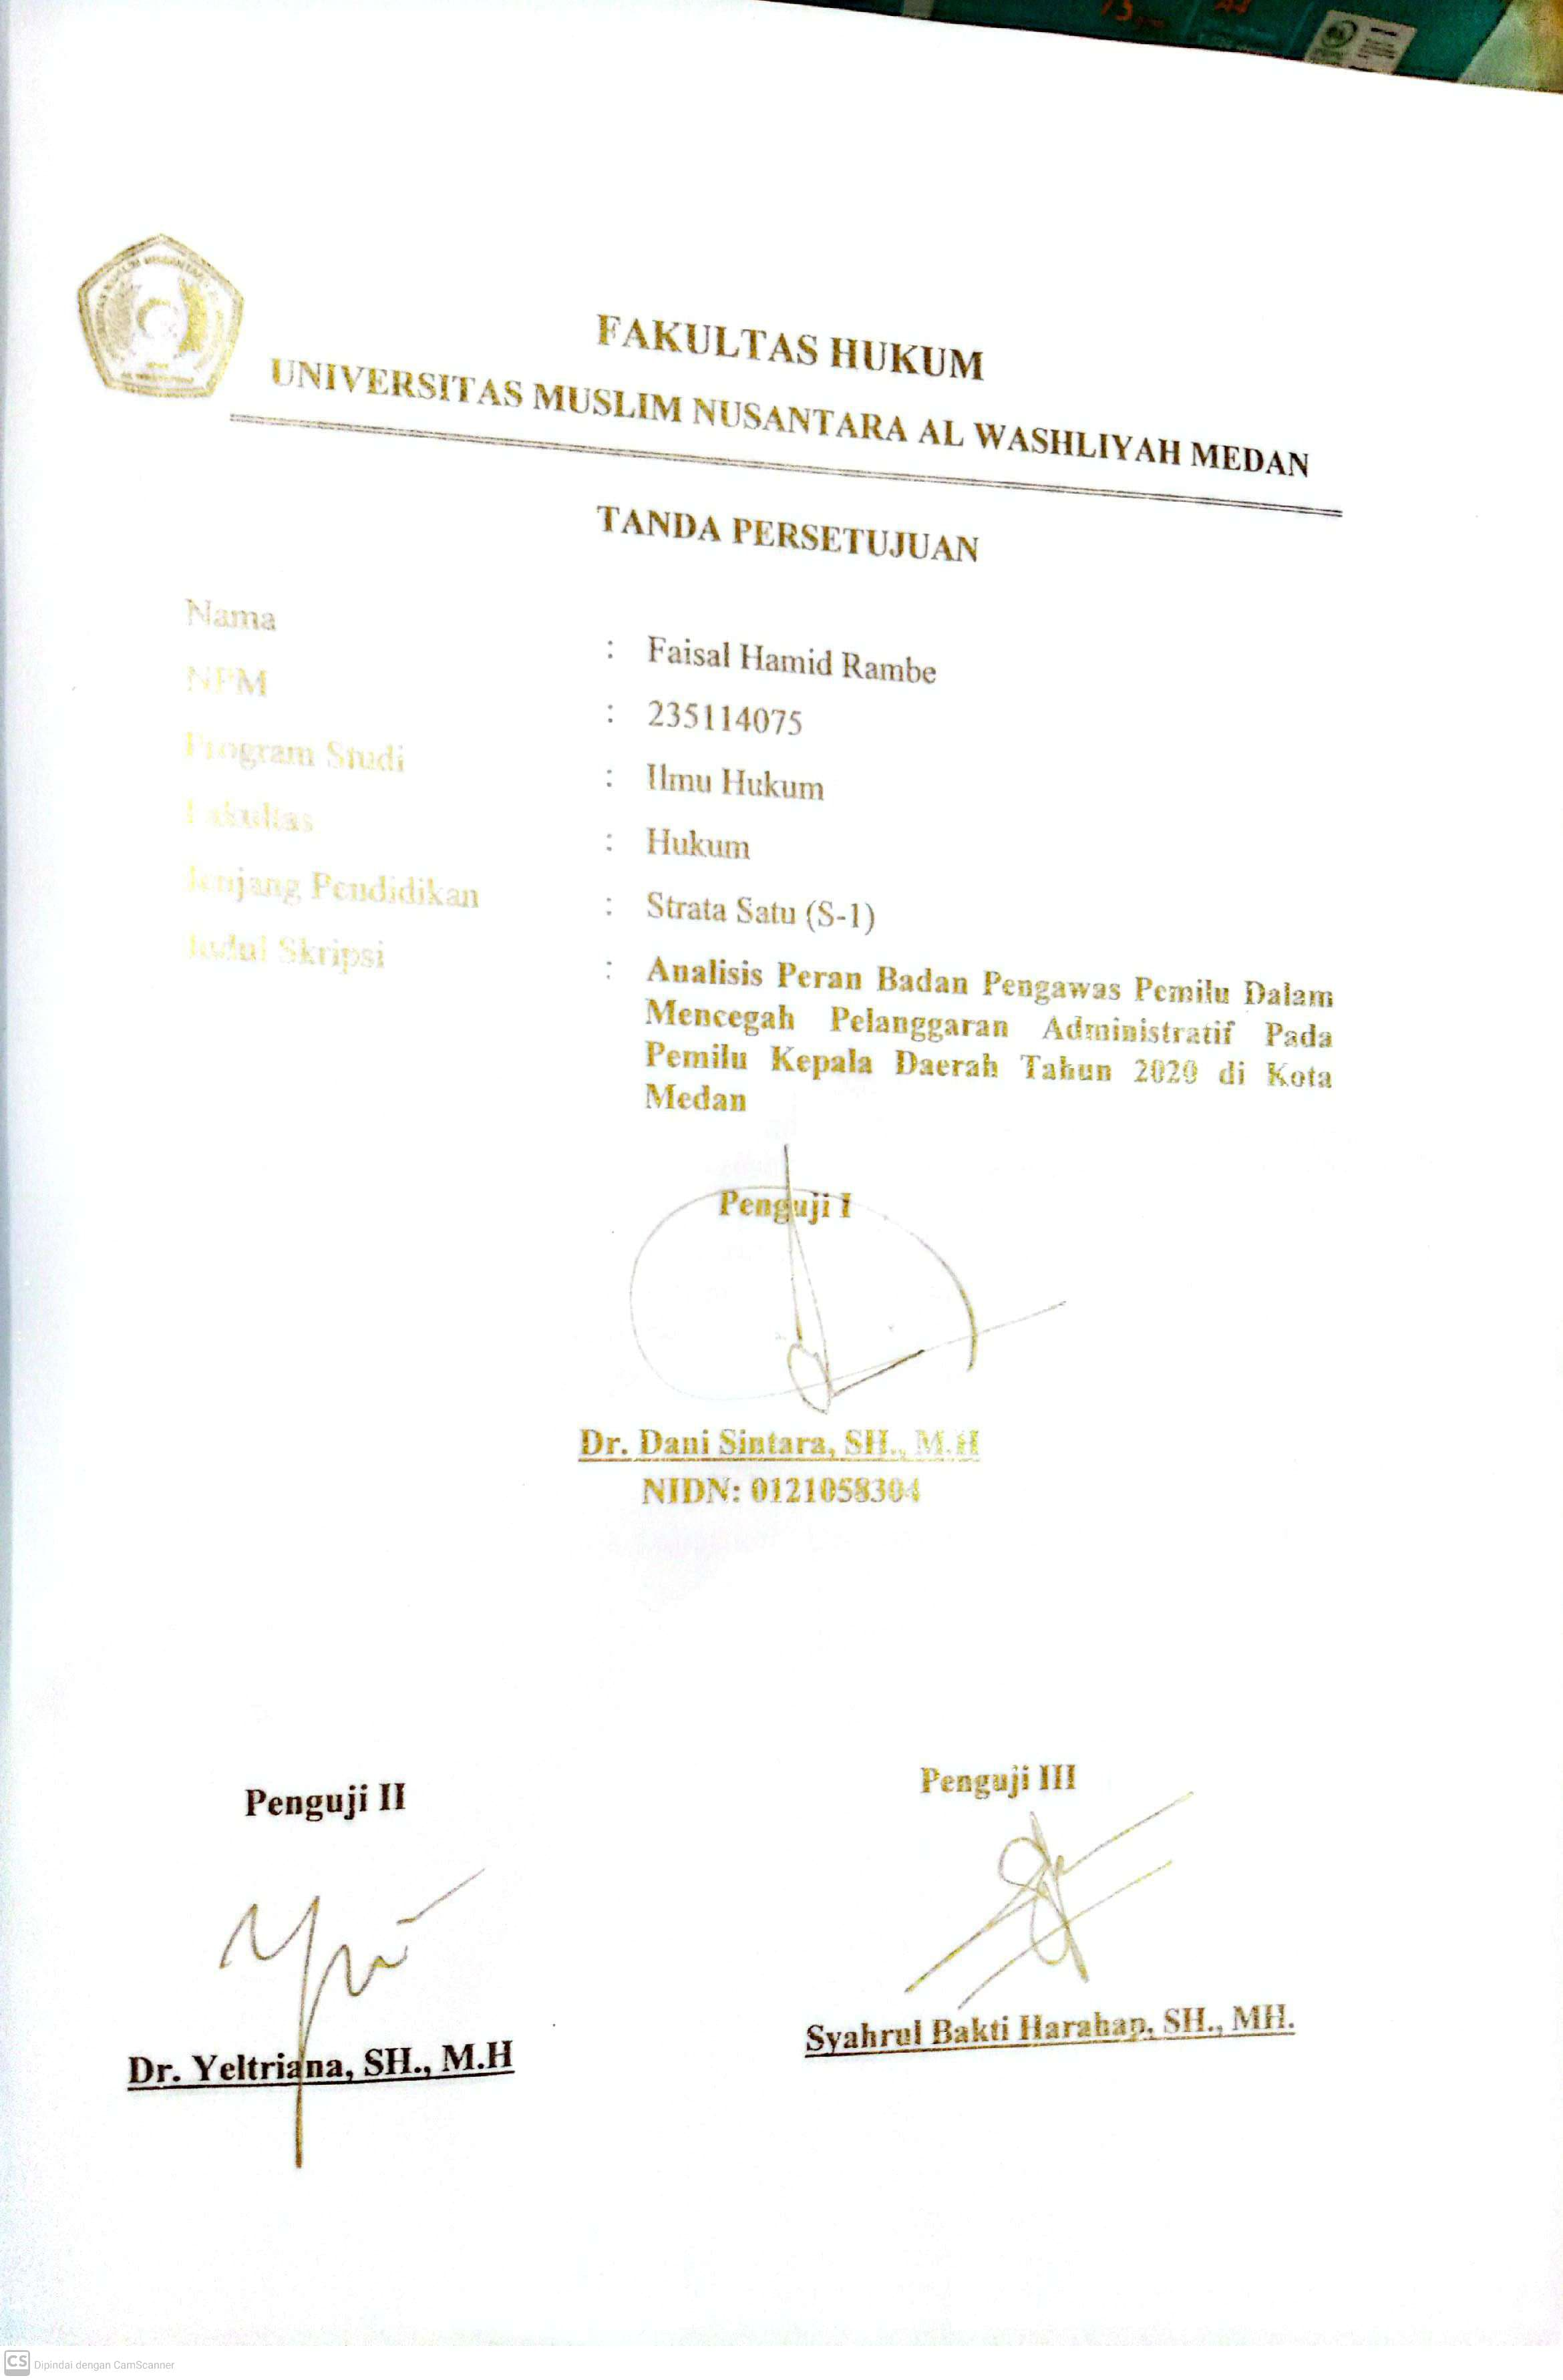 FAKULTAS HUKUM
UNIVERSITAS MUSLIM NUSANTARA AL WASHLIYAH MEDAN
TANDA PERSETUJUAN
Nama : Faisal Hamid Rambe
NPM : 235114075
Program Studi : Ilmu Hukum
Fakultas : Hukum
Jenjang Pendidikan : Strata Satu (S-1)
Judul Skripsi : Analisis Peran Badan Pengawas Pemilu Dalam
Mencegah Pelanggaran Administratif Pada
Pemilu Kepala Daerah Tahun 2020 di Kota
Medan
Penguji I
Dr. Dani Sintara, SH., M.H
NIDN: 0121058304
Penguji II
Penguji III
Dr. Yeltriana, SH., M.H
Syahrul Bakti Harahap, SH., MH.
CS Dipindai dengan CamScanner